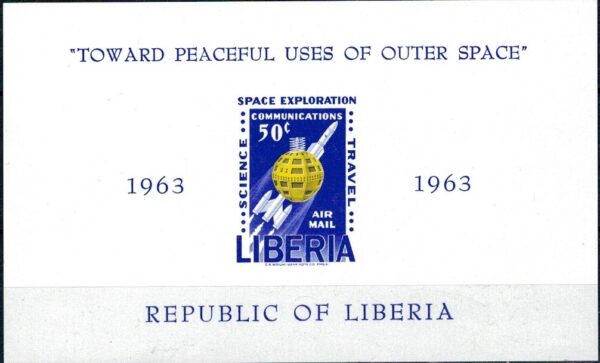 "TOWARD PEACEFUL USES OF OUTER SPACE"
SPACE EXPLORATION
COMMUNICATIONS
50¢
SCIENCE
TRAVEL
1963
1963
AIR
MAIL
LIBERIA
REPUBLIC OF LIBERIA